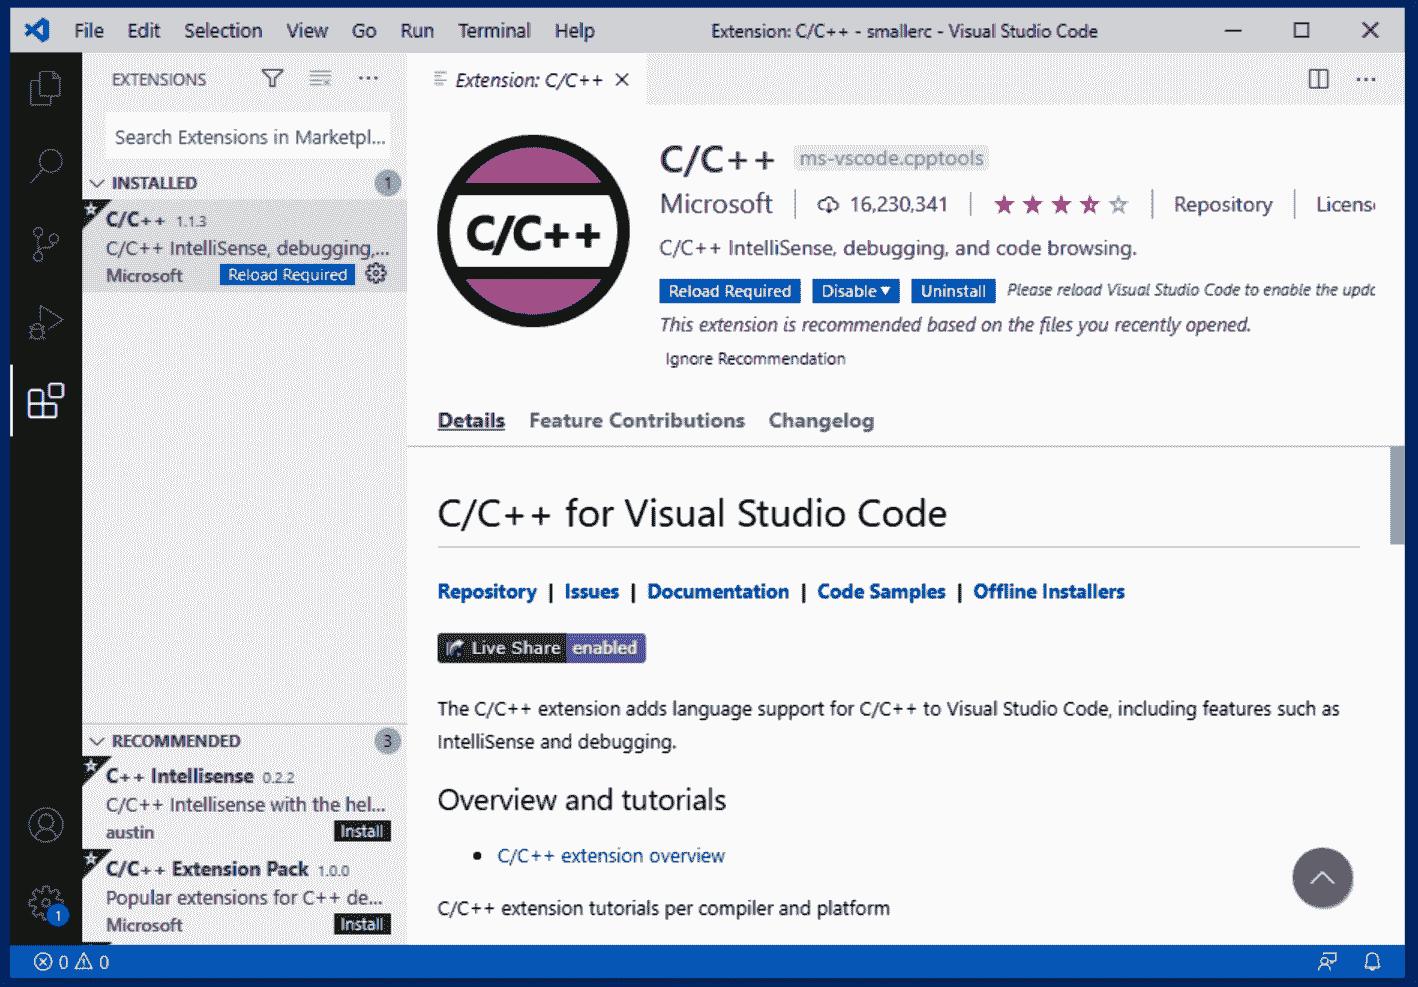 File Edit Selection View Go Run Terminal Help Extension: C/C++ - smallerc - Visual Studio Code
EXTENSIONS
Search Extensions in Marketpl...
INSTALLED 1
C/C++ 1.1.3
C/C++ IntelliSense, debugging,...
Microsoft Reload Required
RECOMMENDED 3
C++ Intellisense 0.2.2
C/C++ Intellisense with the hel...
austin Install
C/C++ Extension Pack 1.0.0
Popular extensions for C++ de...
Microsoft Install
Extension: C/C++
C/C++
C/C++ ms-vscode.cpptools
Microsoft 16,230,341 Repository Licens
C/C++ IntelliSense, debugging, and code browsing.
Reload Required Disable Uninstall Please reload Visual Studio Code to enable the upda
This extension is recommended based on the files you recently opened.
Ignore Recommendation
Details Feature Contributions Changelog
C/C++ for Visual Studio Code
Repository | Issues | Documentation | Code Samples | Offline Installers
Live Share enabled
The C/C++ extension adds language support for C/C++ to Visual Studio Code, including features such as
IntelliSense and debugging.
Overview and tutorials
• C/C++ extension overview
C/C++ extension tutorials per compiler and platform
1
0 0